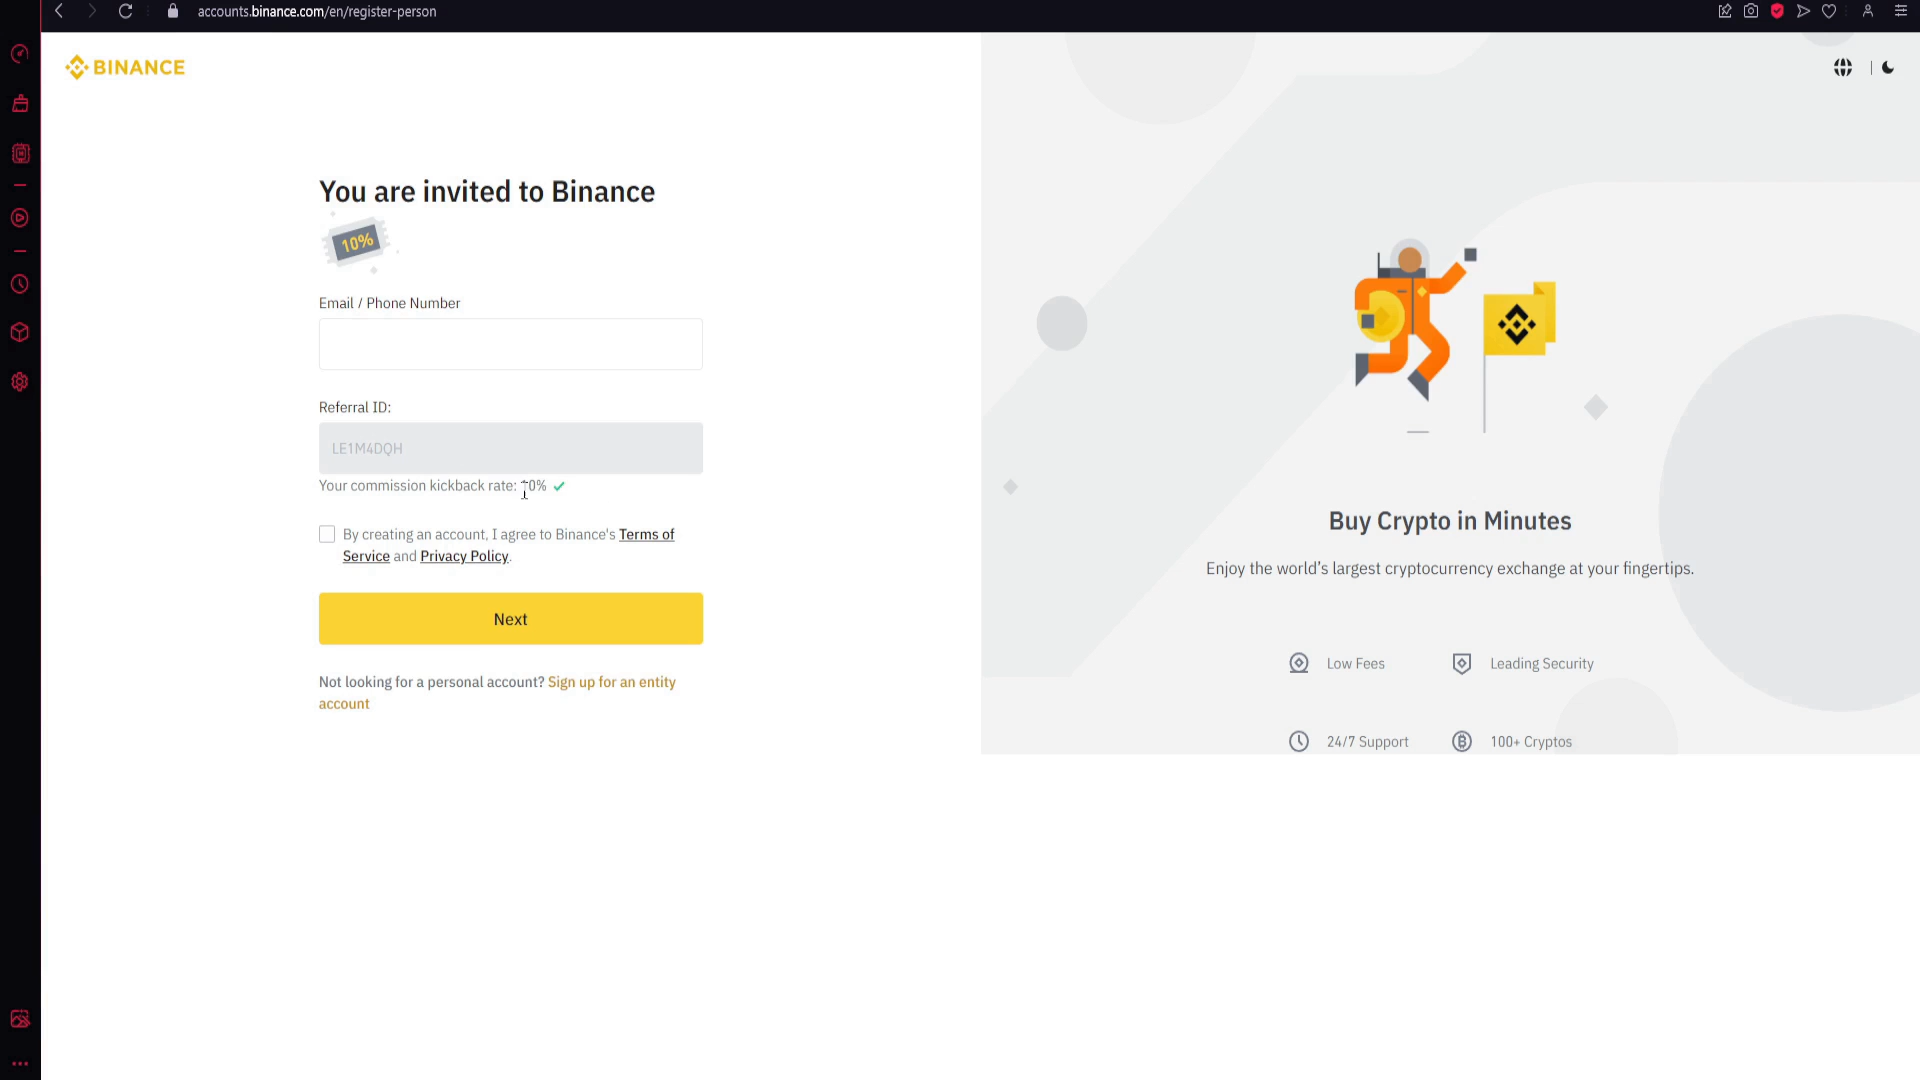 accounts.binance.com/en/register-person
BINANCE
You are invited to Binance
10%
Email / Phone Number
Referral ID:
LE1M4DQH
Your commission kickback rate: 10%
By creating an account, I agree to Binance's Terms of
Service and Privacy Policy.
Next
Not looking for a personal account? Sign up for an entity
account
Buy Crypto in Minutes
Enjoy the world's largest cryptocurrency exchange at your fingertips.
Low Fees
Leading Security
24/7 Support
100+ Cryptos